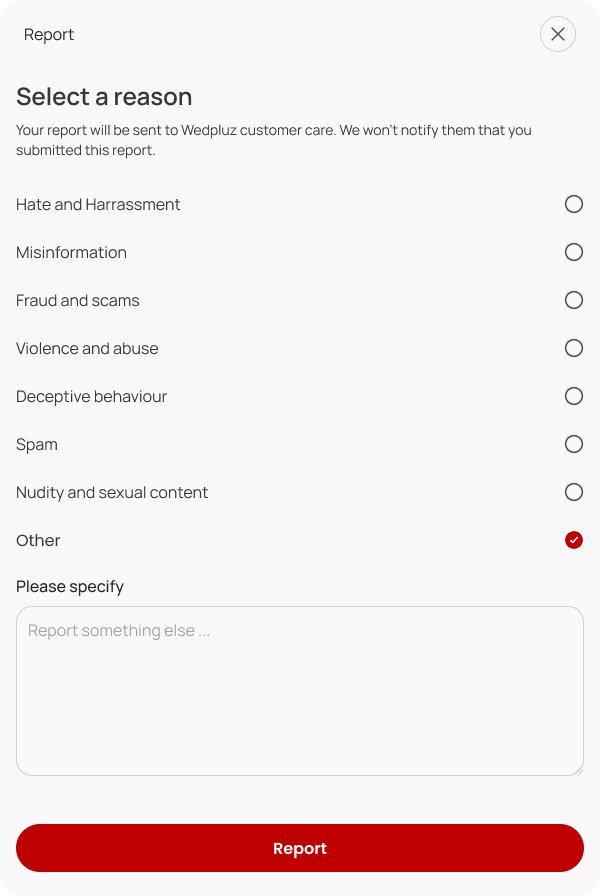 Report
Select a reason
Your report will be sent to Wedpluz customer care. We won't notify them that you
submitted this report.
Hate and Harrassment
Misinformation
Fraud and scams
Violence and abuse
Deceptive behaviour
Spam
Nudity and sexual content
Other
Please specify
Report something else ...
Report